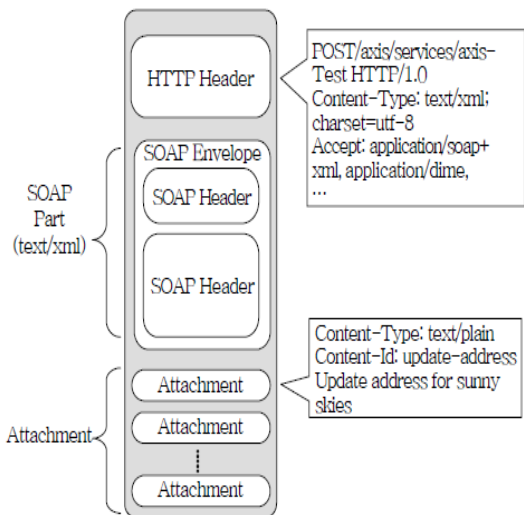 HTTP Header
POST/axis/services/axis-
Test HTTP/1.0
Content-Type: text/xml;
charset=utf-8
Accept: application/soap+
xml, application/dime,
...
SOAP
Part
(text/xml)
SOAP Envelope
SOAP Header
SOAP Header
Content-Type: text/plain
Content-Id: update-address
Update address for sunny
skies
Attachment
Attachment
Attachment
Attachment